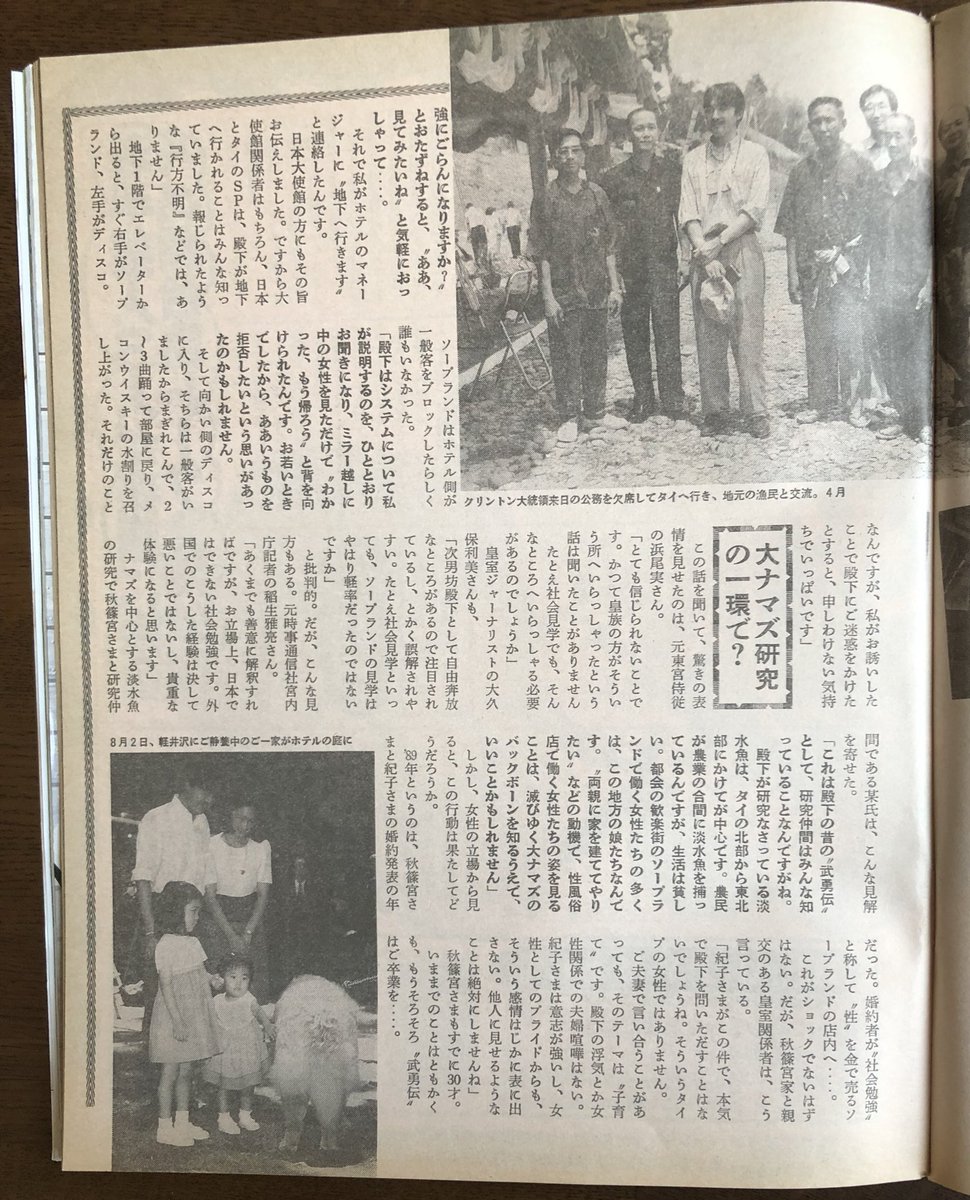 強にごらんになりますか？〟
とおたずねすると、〝ああ、
見てみたいね〟と気軽におっ
しゃって‥‥。
それで私がホテルのマネー
ジャーに〝地下へ行きます〟
と連絡したんです。
日本大使館の方にもその旨
お伝えしました。ですから大
使館関係者はもちろん、日本
とタイのSPは、殿下が地下
へ行かれることはみんな知っ
ていました。報じられたよう
な『行方不明』などでは、あ
りません」
地下1階でエレベーターか
ら出ると、すぐ右手がソープ
ランド、左手がディスコ。
ソープランドはホテル側が
一般客をブロックしたらしく
誰もいなかった。
「殿下はシステムについて私
が説明するのを、ひととおり
お聞きになり、ミラー越しに
中の女性を見ただけで〝わか
った、もう帰ろう〟と背を向
けられたんです。お若いとき
でしたから、ああいうものを
拒否したいという思いがあっ
たのかもしれません。
そして向かい側のディスコ
に入り、そちらは一般客がい
ましたからまぎれこんで、2
〜3曲踊って部屋に戻り、メ
コンウイスキーの水割りを召
し上がった。それだけのこと
クリントン大統領来日の公務を欠席してタイへ行き、地元の漁民と交流。4月
なんですが、私がお誘いした
ことで殿下にご迷惑をかけた
とすると、申しわけない気持
ちでいっぱいです」
大ナマズ研究
の一環で？
この話を聞いて、驚きの表
情を見せたのは、元東宮侍従
の浜尾実さん。
「とても信じられないことで
す。かつて皇族の方がそうい
う所へいらっしゃったという
話は聞いたことがありません
たとえ社会見学でも、そん
なところへいらっしゃる必要
があるのでしょうか」
皇室ジャーナリストの大久
保利美さんも、
「次男坊殿下として自由奔放
なところがあるので注目され
ているし、とかく誤解されや
すい。たとえ社会見学といっ
ても、ソープランドの見学は
やはり軽率だったのではない
ですか」
と批判的。だが、こんな見
方もある。元時事通信社宮内
庁記者の稲生雅亮さん。
「あくまでも善意に解釈すれ
ばですが、お立場上、日本で
はできない社会勉強です。外
国でのこうした経験は決して
悪いことではないし、貴重な
体験になると思います」
ナマズを中心とする淡水魚
の研究で秋篠宮さまと研究仲
間である某氏は、こんな見解
を寄せた。
「これは殿下の昔の〝武勇伝〟
として、研究仲間はみんな知
っていることなんですがね。
殿下が研究なさっている淡
水魚は、タイの北部から東北
部にかけてが中心です。農民
が農業の合間に淡水魚を捕っ
ているんですが、生活は貧し
い。都会の歓楽街のソープラ
ンドで働く女性たちの多く
は、この地方の娘たちなんで
す。〝両親に家を建ててやり
たい〟などの動機で、性風俗
店で働く女性たちの姿を見る
ことは、滅びゆく大ナマズの
バックボーンを知るうえで、
いいことかもしれません」
しかし、女性の立場から見
ると、この行動は果たしてど
うだろうか。
'89年というのは、秋篠宮さ
まと紀子さまの婚約発表の年
8月2日、軽井沢にご静養中のご一家がホテルの庭に
だった。婚約者が〝社会勉強〟
と称して〝性〟を金で売るソ
ープランドの店内へ‥‥。
これがショックでないはず
はない。だが、秋篠宮家と親
交のある皇室関係者は、こう
言っている。
「紀子さまがこの件で、本気
で殿下を問いただすことはな
いでしょうね。そういうタイ
プの女性ではありません。
ご夫妻で言い合うことがあ
っても、そのテーマは〝子育
て〟です。殿下の浮気とか女
性関係での夫婦喧嘩はない。
紀子さまは意志が強いし、女
性としてのプライドからも、
そういう感情はじかに表に出
さない。他人に見せるような
ことは絶対にしませんね」
秋篠宮さまもすでに30才。
いままでのことはともかく
も、もうそろそろ〝武勇伝〟
はご卒業を‥‥。